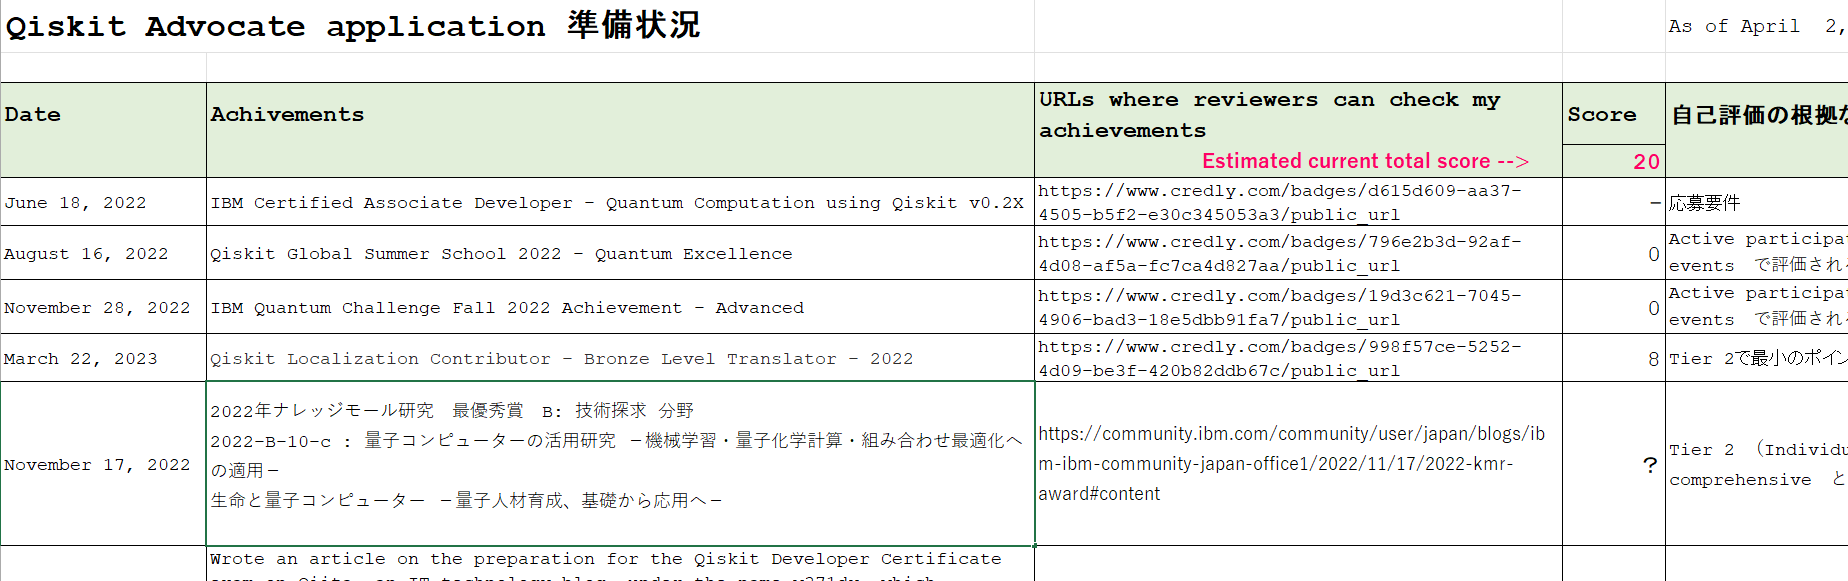 Qiskit Advocate application 準備状況
As of April 2,
Date
Achivements
URLs where reviewers can check my
achievements
Estimated current total score -->
Score
20
自己評価の根拠
June 18, 2022
IBM Certified Associate Developer - Quantum Computation using Qiskit v0.2X
https://www.credly.com/badges/d615d609-aa37-
4505-b5f2-e30c345053a3/public_url
-
応募要件
August 16, 2022
Qiskit Global Summer School 2022 - Quantum Excellence
https://www.credly.com/badges/796e2b3d-92af-
4d08-af5a-fc7ca4d827aa/public_url
0
Active participa
events で評価され
November 28, 2022
IBM Quantum Challenge Fall 2022 Achievement - Advanced
https://www.credly.com/badges/19d3c621-7045-
4906-bad3-18e5dbb91fa7/public_url
0
Active participa
events で評価され
March 22, 2023
Qiskit Localization Contributor - Bronze Level Translator - 2022
https://www.credly.com/badges/998f57ce-5252-
4d09-be3f-420b82ddb67c/public_url
8
Tier 2で最小のポイン
November 17, 2022
2022年ナレッジモール研究 最優秀賞 B: 技術探求 分野
2022-B-10-c : 量子コンピューターの活用研究 －機械学習・量子化学計算・組み合わせ最適化へ
の適用－
生命と量子コンピューター －量子人材育成、基礎から応用へ－
https://community.ibm.com/community/user/japan/blogs/ib
m-ibm-community-japan-office1/2022/11/17/2022-kmr-
award#content
?
Tier 2 （Individu
comprehensive と
Wrote an article on the preparation for the Qiskit Developer Certificate